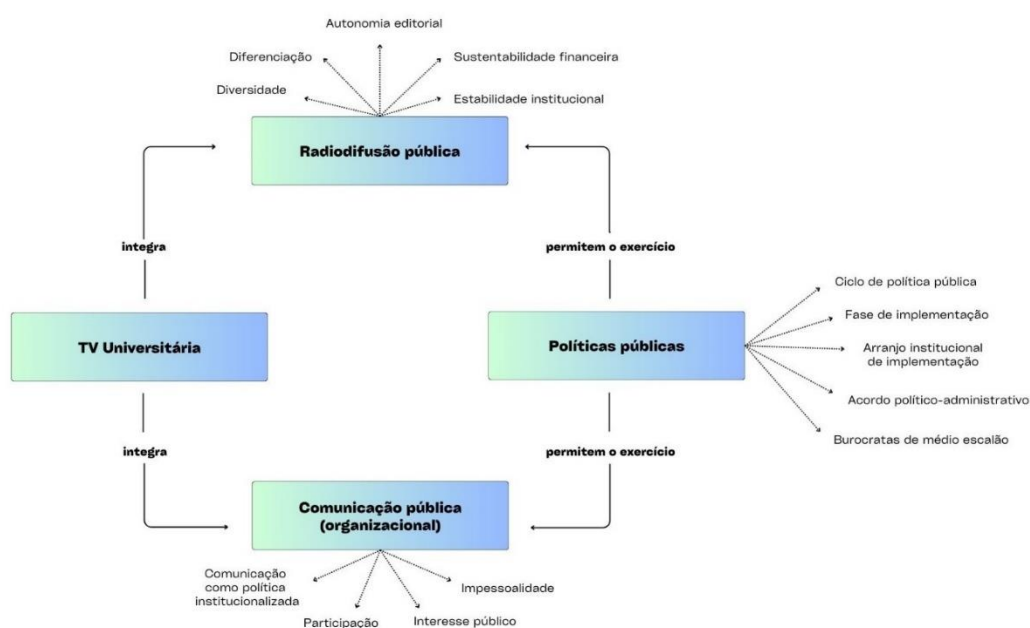 Autonomia editorial
Diferenciação
Sustentabilidade financeira
Diversidade
Estabilidade institucional
Radiodifusão pública
integra
permitem o exercício
TV Universitária
Políticas públicas
Ciclo de política pública
Fase de implementação
Arranjo institucional
de implementação
Acordo político-administrativo
Burocratas de médio escalão
integra
permitem o exercício
Comunicação pública
(organizacional)
Comunicação
como política
institucionalizada
Participação
Interesse público
Impessoalidade